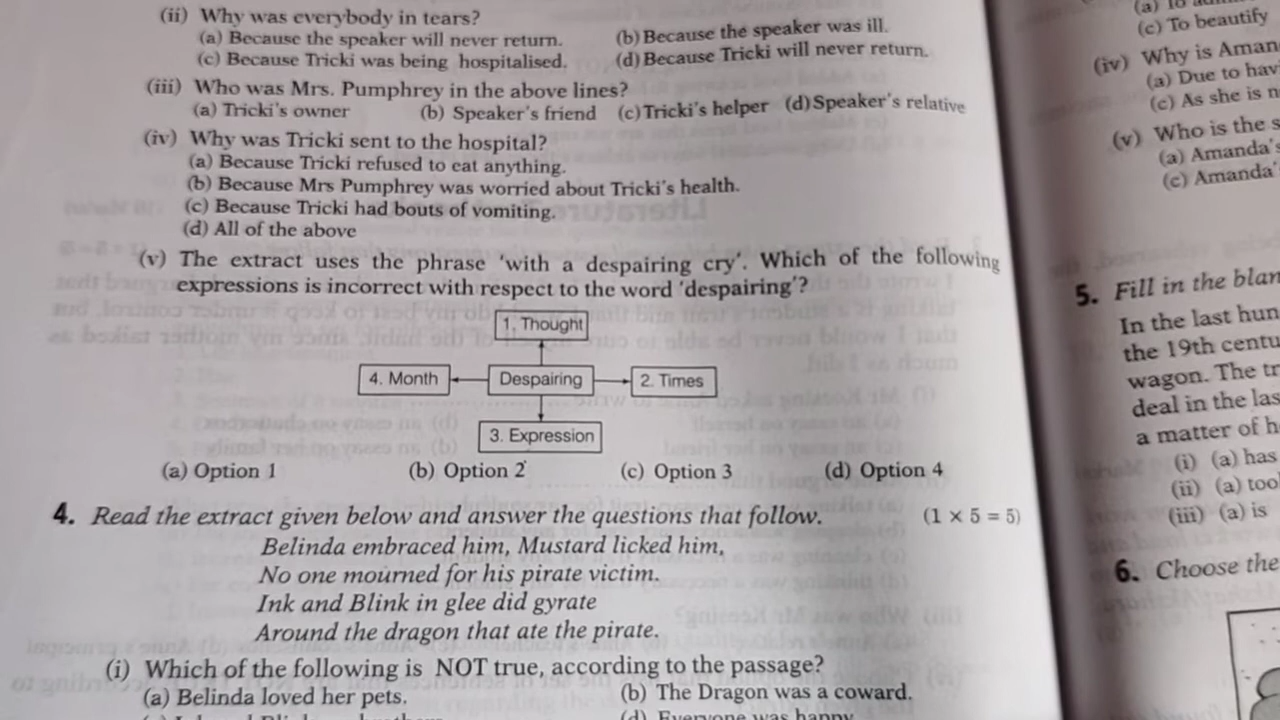 (ii) Why was everybody in tears?
(a) Because the speaker will never return. (b) Because the speaker was ill.
(c) Because Tricki was being hospitalised. (d) Because Tricki will never return.
(iii) Who was Mrs. Pumphrey in the above lines?
(a) Tricki's owner (b) Speaker's friend (c) Tricki's helper (d) Speaker's relative
(iv) Why was Tricki sent to the hospital?
(a) Because Tricki refused to eat anything.
(b) Because Mrs Pumphrey was worried about Tricki's health.
(c) Because Tricki had bouts of vomiting.
(d) All of the above
(v) The extract uses the phrase 'with a despairing cry'. Which of the following
expressions is incorrect with respect to the word 'despairing'?
1. Thought
4. Month Despairing 2. Times
3. Expression
(a) Option 1 (b) Option 2 (c) Option 3 (d) Option 4
4. Read the extract given below and answer the questions that follow. (1 × 5 = 5)
Belinda embraced him, Mustard licked him,
No one mourned for his pirate victim.
Ink and Blink in glee did gyrate
Around the dragon that ate the pirate.
(i) Which of the following is NOT true, according to the passage?
(a) Belinda loved her pets. (b) The Dragon was a coward.
(d) Everyone was happy
(a) To
(c) To beautify
(iv) Why is Aman
(a) Due to havi
(c) As she is n
(v) Who is the s
(a) Amanda's
(c) Amanda'
5. Fill in the blan
In the last hun
the 19th centu
wagon. The tr
deal in the las
a matter of h
(i) (a) has
(ii) (a) too
(iii) (a) is
6. Choose the